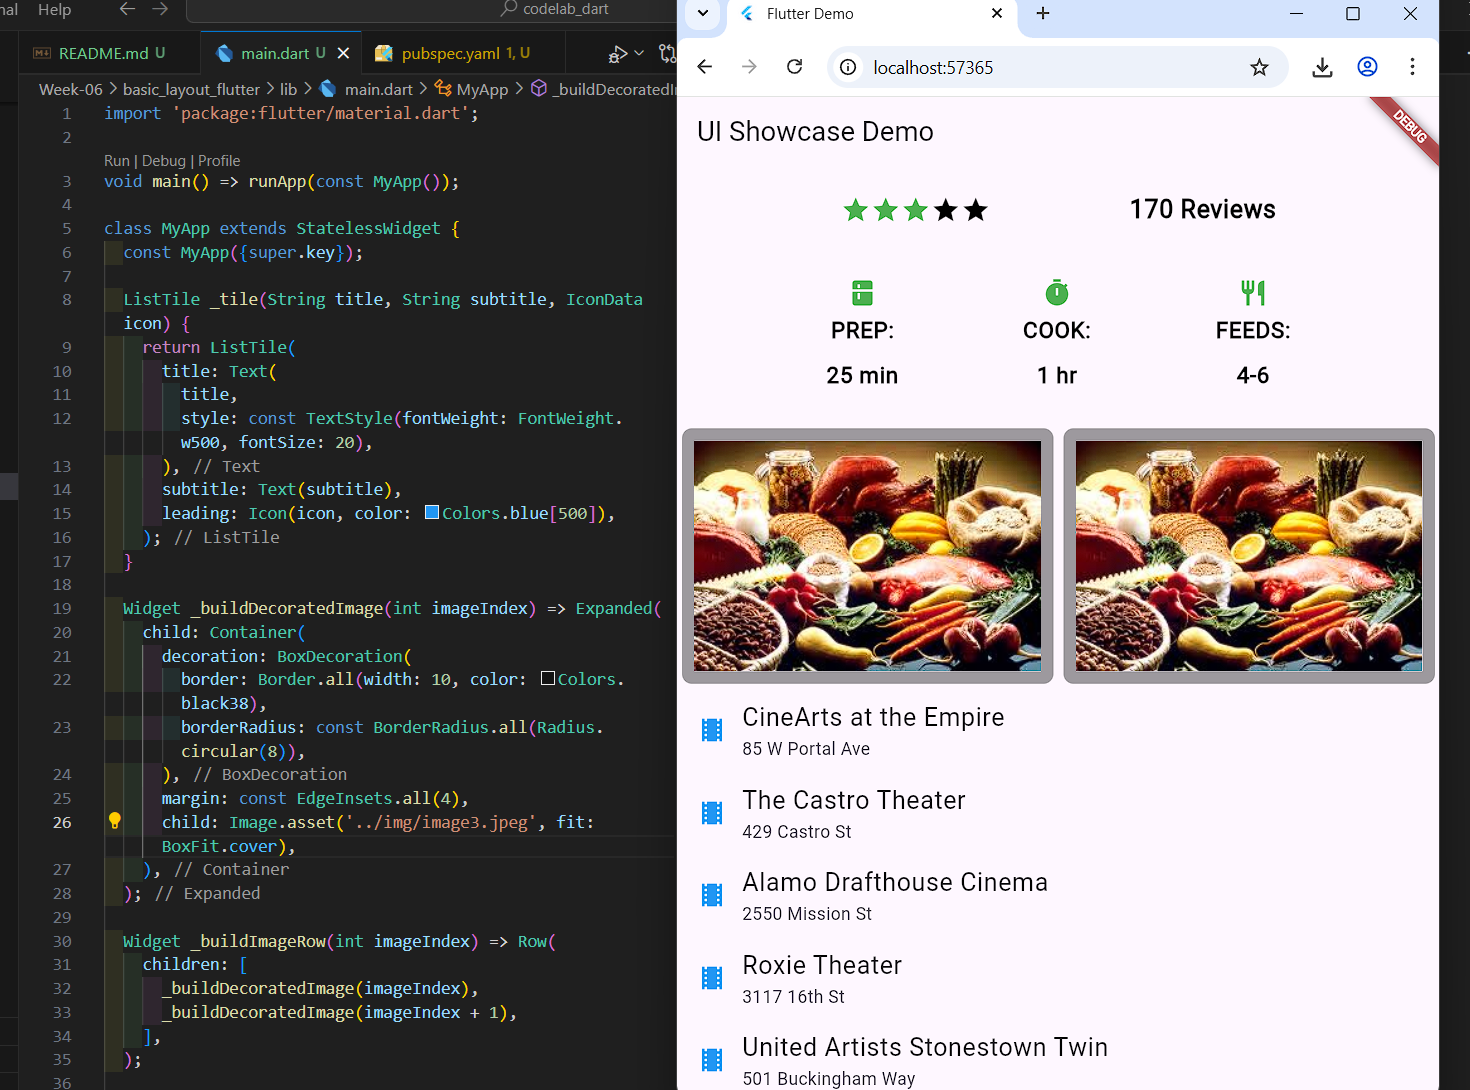 nal Help
codelab_dart
README.md U
main.dart U
pubspec.yaml 1, U
Week-06 > basic_layout_flutter > lib > main.dart > MyApp > _buildDecoratedI
1 import 'package:flutter/material.dart';
2
Run | Debug | Profile
3 void main() => runApp(const MyApp());
4
5 class MyApp extends StatelessWidget {
6 const MyApp({super.key});
7
8 ListTile _tile(String title, String subtitle, IconData
icon) {
9 return ListTile(
10 title: Text(
11 title,
12 style: const TextStyle(fontWeight: FontWeight.
w500, fontSize: 20),
13 ), // Text
14 subtitle: Text(subtitle),
15 leading: Icon(icon, color: Colors.blue[500]),
16 ); // ListTile
17 }
18
19 Widget _buildDecoratedImage(int imageIndex) => Expanded(
20 child: Container(
21 decoration: BoxDecoration(
22 border: Border.all(width: 10, color: Colors.
black38),
23 borderRadius: const BorderRadius.all(Radius.
circular(8)),
24 ), // BoxDecoration
25 margin: const EdgeInsets.all(4),
26 child: Image.asset('../img/image3.jpeg', fit:
BoxFit.cover),
27 ), // Container
28 ); // Expanded
29
30 Widget _buildImageRow(int imageIndex) => Row(
31 children: [
32 _buildDecoratedImage(imageIndex),
33 _buildDecoratedImage(imageIndex + 1),
34 ],
35 );
36
Flutter Demo
localhost:57365
UI Showcase Demo
DEBUG
170 Reviews
PREP: COOK: FEEDS:
25 min 1 hr 4-6
CineArts at the Empire
85 W Portal Ave
The Castro Theater
429 Castro St
Alamo Drafthouse Cinema
2550 Mission St
Roxie Theater
3117 16th St
United Artists Stonestown Twin
501 Buckingham Way